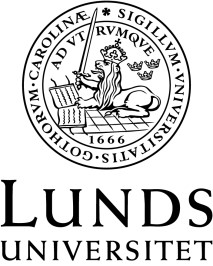 SIGILLVM·VNIVERSITATIS·GOTHORVM·CAROLINÆ
AD VTRVMQVE
1666
LUNDS
UNIVERSITET